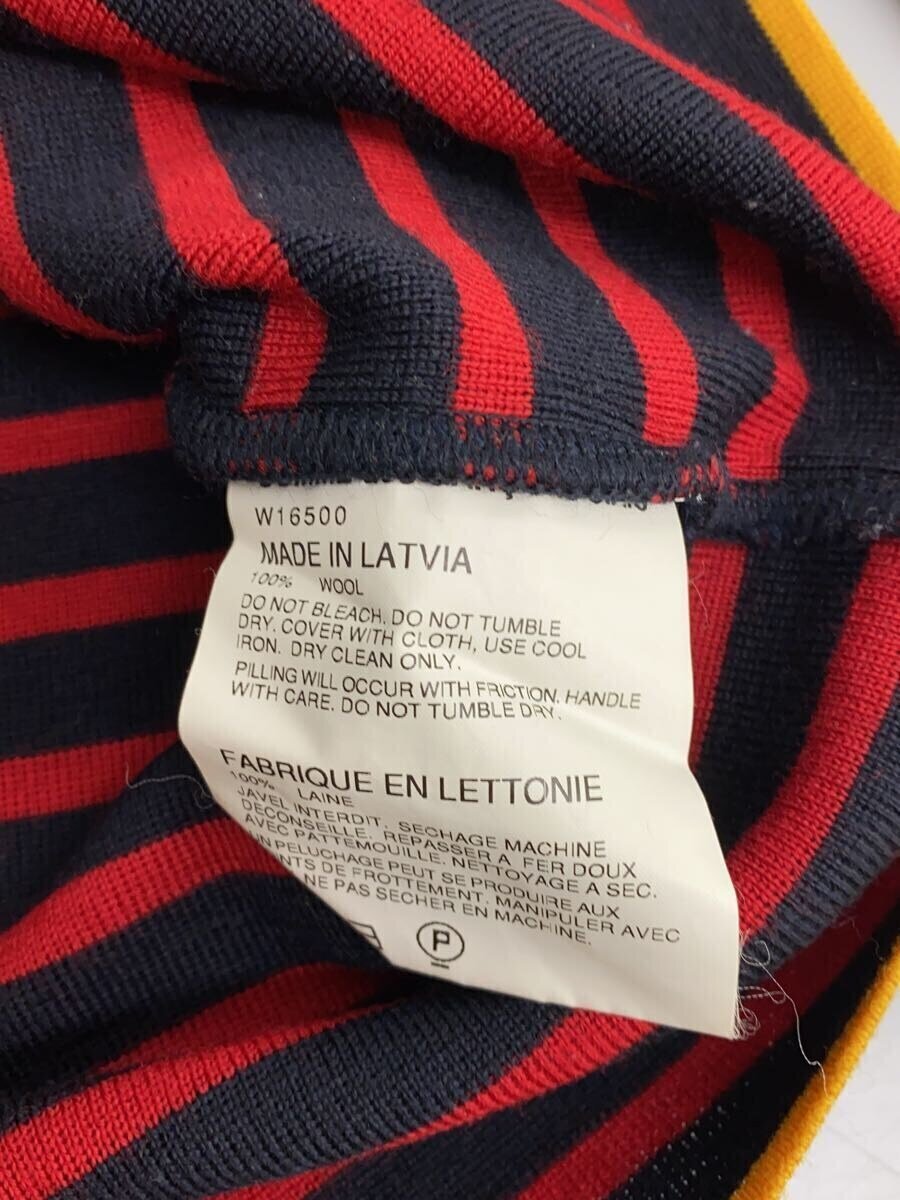 W16500
MADE IN LATVIA
100% WOOL
DO NOT BLEACH. DO NOT TUMBLE
DRY. COVER WITH CLOTH, USE COOL
IRON. DRY CLEAN ONLY.
PILLING WILL OCCUR WITH FRICTION. HANDLE
WITH CARE. DO NOT TUMBLE DRY.
FABRIQUE EN LETTONIE
100% LAINE
JAVEL INTERDIT. SECHAGE MACHINE
DECONSEILLE. REPASSER A FER DOUX
AVEC PATTEMOUILLE. NETTOYAGE A SEC.
UN PELUCHAGE PEUT SE PRODUIRE AUX
DE FROTTEMENT. MANIPULER AVEC
NE PAS SECHER EN MACHINE.
P